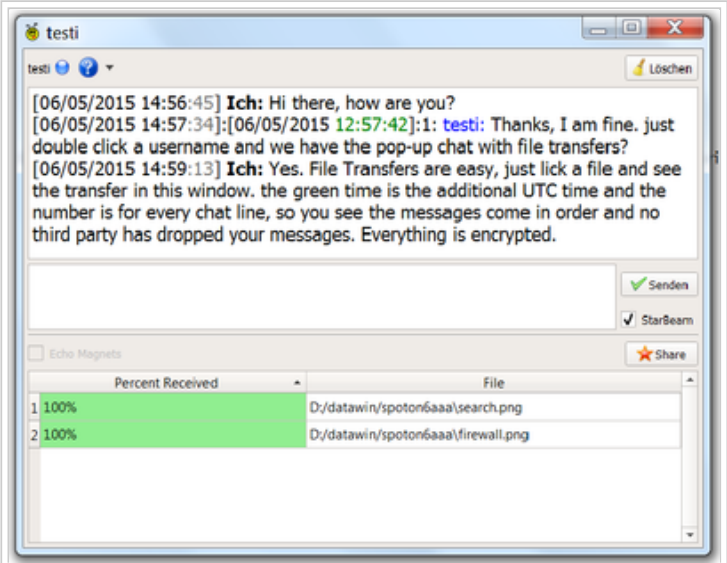 testi
testi
Löschen
[06/05/2015 14:56:45] Ich: Hi there, how are you?
[06/05/2015 14:57:34]:[06/05/2015 12:57:42]:1: testi: Thanks, I am fine. just
double click a username and we have the pop-up chat with file transfers?
[06/05/2015 14:59:13] Ich: Yes. File Transfers are easy, just lick a file and see
the transfer in this window. the green time is the additional UTC time and the
number is for every chat line, so you see the messages come in order and no
third party has dropped your messages. Everything is encrypted.
Senden
StarBeam
Echo Magnets
Share
Percent Received File
1 100% D:/datawin/spoton6aaa\search.png
2 100% D:/datawin/spoton6aaa\firewall.png